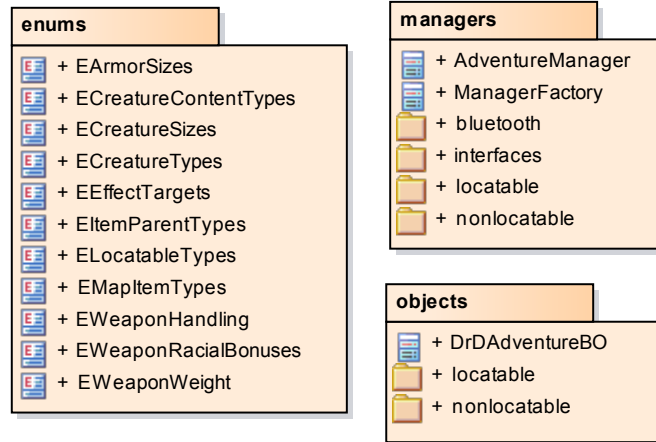 enums
+ EArmorSizes
+ ECreatureContentTypes
+ ECreatureSizes
+ ECreatureTypes
+ EEffectTargets
+ EItemParentTypes
+ ELocatableTypes
+ EMapItemTypes
+ EWeaponHandling
+ EWeaponRacialBonuses
+ EWeaponWeight
managers
+ AdventureManager
+ ManagerFactory
+ bluetooth
+ interfaces
+ locatable
+ nonlocatable
objects
+ DrDAdventureBO
+ locatable
+ nonlocatable